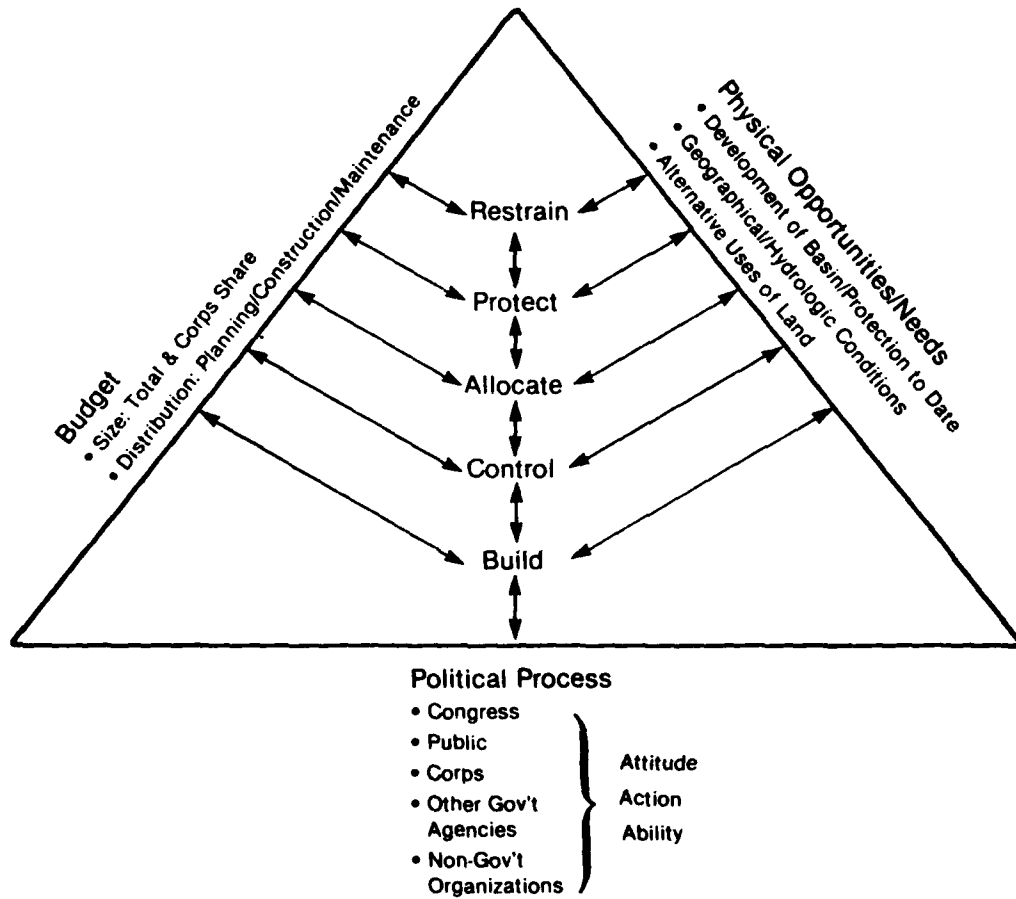 Budget
• Size: Total & Corps Share
• Distribution: Planning/Construction/Maintenance
Physical Opportunities/Needs
• Development of Basin/Protection to Date
• Geographical/Hydrologic Conditions
• Alternative Uses of Land
Restrain
Protect
Allocate
Control
Build
Political Process
• Congress
• Public
• Corps
• Other Gov't
Agencies
• Non-Gov't
Organizations
Attitude
Action
Ability